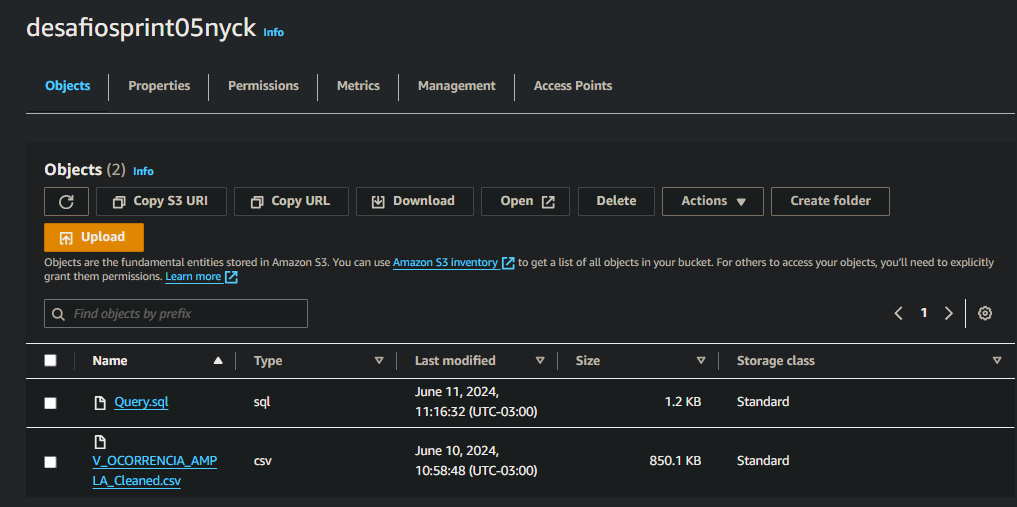 desafiosprint05nyck Info
Objects Properties Permissions Metrics Management Access Points
Objects (2) Info
Copy S3 URI Copy URL Download Open Delete Actions Create folder
Upload
Objects are the fundamental entities stored in Amazon S3. You can use Amazon S3 inventory to get a list of all objects in your bucket. For others to access your objects, you'll need to explicitly
grant them permissions. Learn more
Find objects by prefix
1
Name Type Last modified Size Storage class
Query.sql sql June 11, 2024, 11:16:32 (UTC-03:00) 1.2 KB Standard
V_OCORRENCIA_AMP
LA_Cleaned.csv csv June 10, 2024, 10:58:48 (UTC-03:00) 850.1 KB Standard